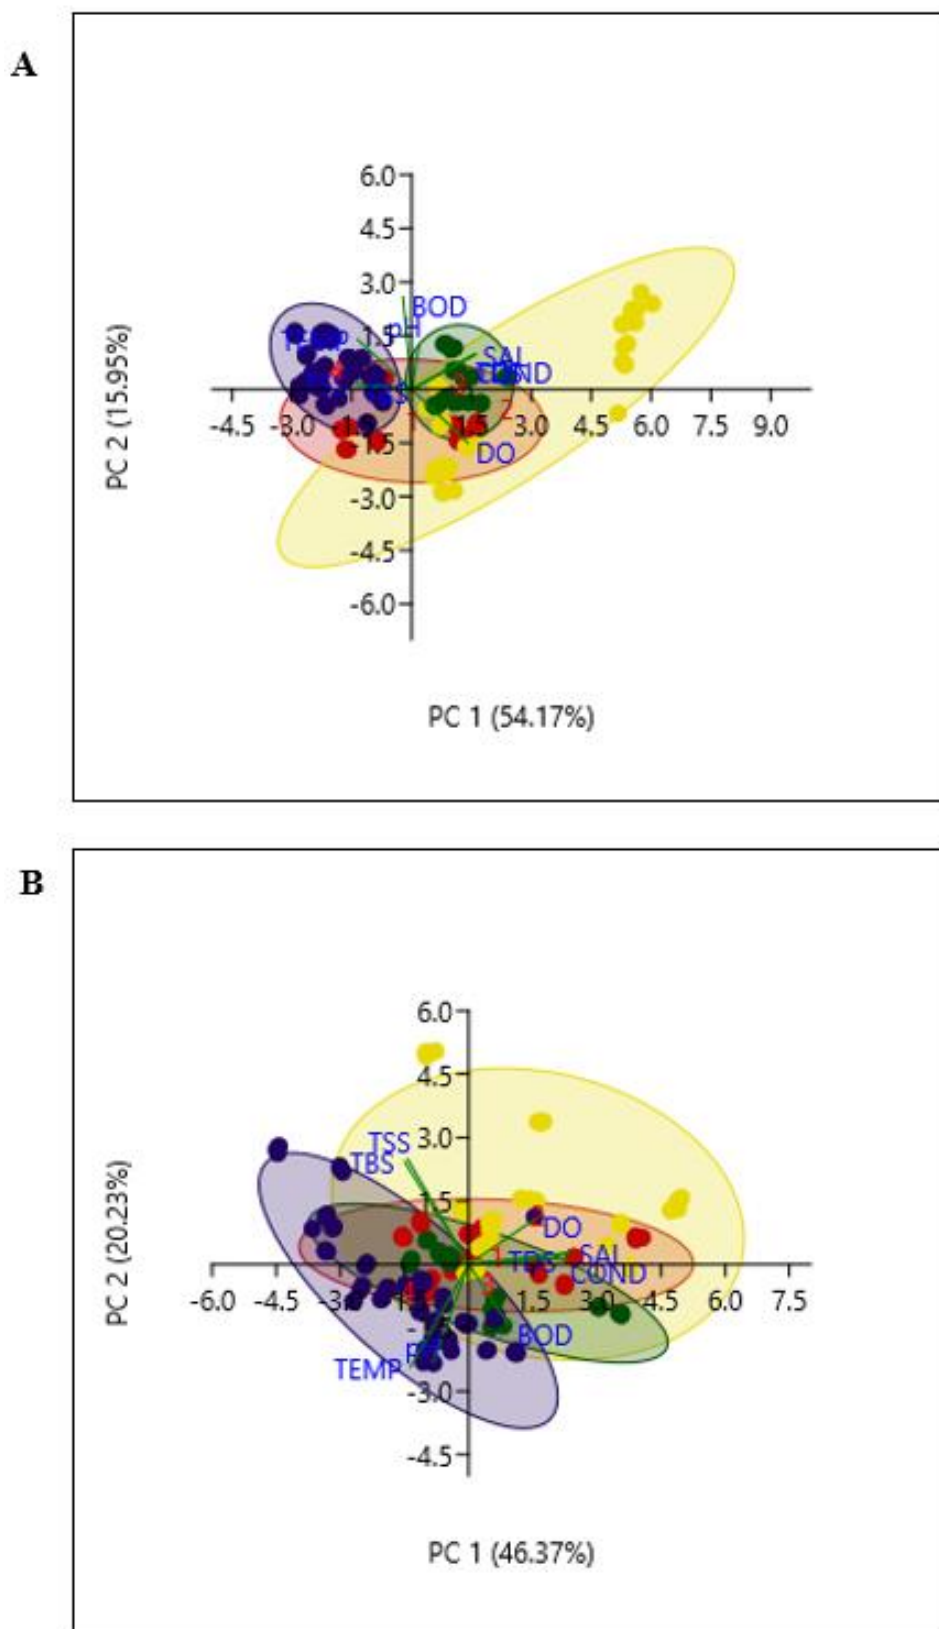 A
6.0
4.5
BOD
3.0
pH
SAL
-4.5 -3.0 3.0 4.5 6.0 7.5 9.0
DO
-3.0
-4.5
-6.0
PC 2 (15.95%)
PC 1 (54.17%)
B
6.0
4.5
TSS 3.0
TBS
1.5
DO
TDS SAL
COND
-6.0 -4.5 1.5 3.0 4.5 6.0 7.5
BOD
TEMP
-3.0
-4.5
PC 2 (20.23%)
PC 1 (46.37%)